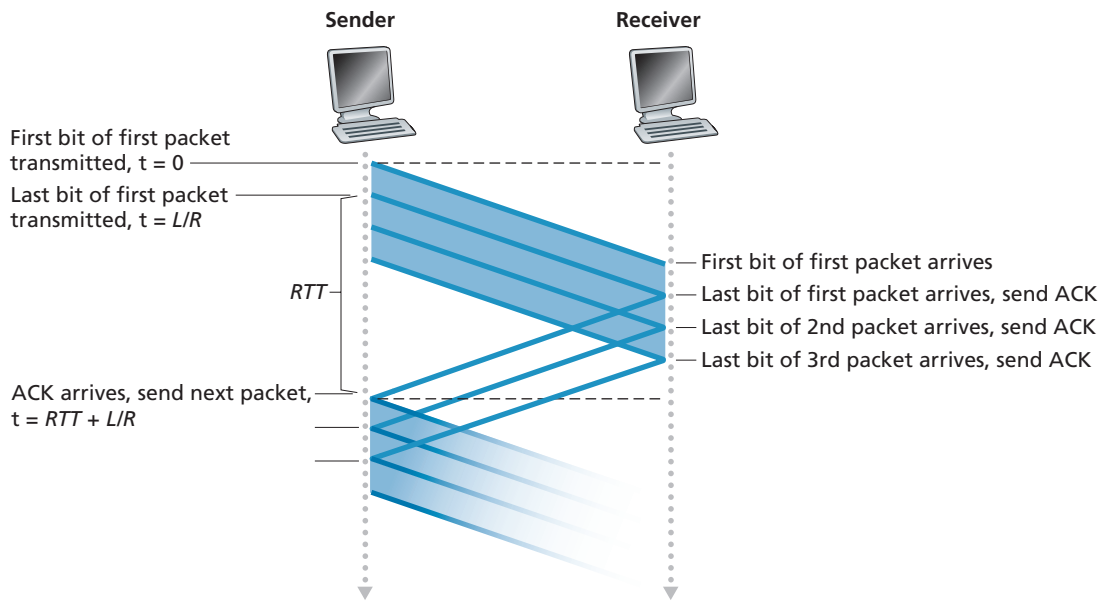 Sender
Receiver
First bit of first packet
transmitted, t = 0
Last bit of first packet
transmitted, t = L/R
RTT
First bit of first packet arrives
Last bit of first packet arrives, send ACK
Last bit of 2nd packet arrives, send ACK
Last bit of 3rd packet arrives, send ACK
ACK arrives, send next packet,
t = RTT + L/R